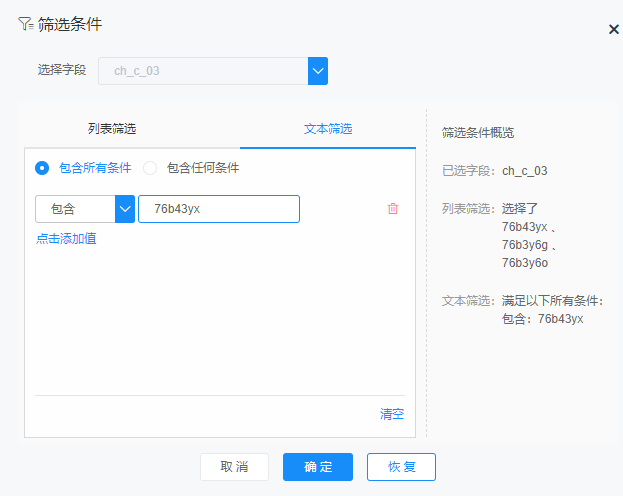 筛选条件
选择字段 ch_c_03
列表筛选 文本筛选
包含所有条件 包含任何条件
包含 76b43yx
点击添加值
清空
筛选条件概览
已选字段: ch_c_03
列表筛选: 选择了
76b43yx 、
76b3y6g 、
76b3y6o
文本筛选: 满足以下所有条件:
包含: 76b43yx
取消 确定 恢复